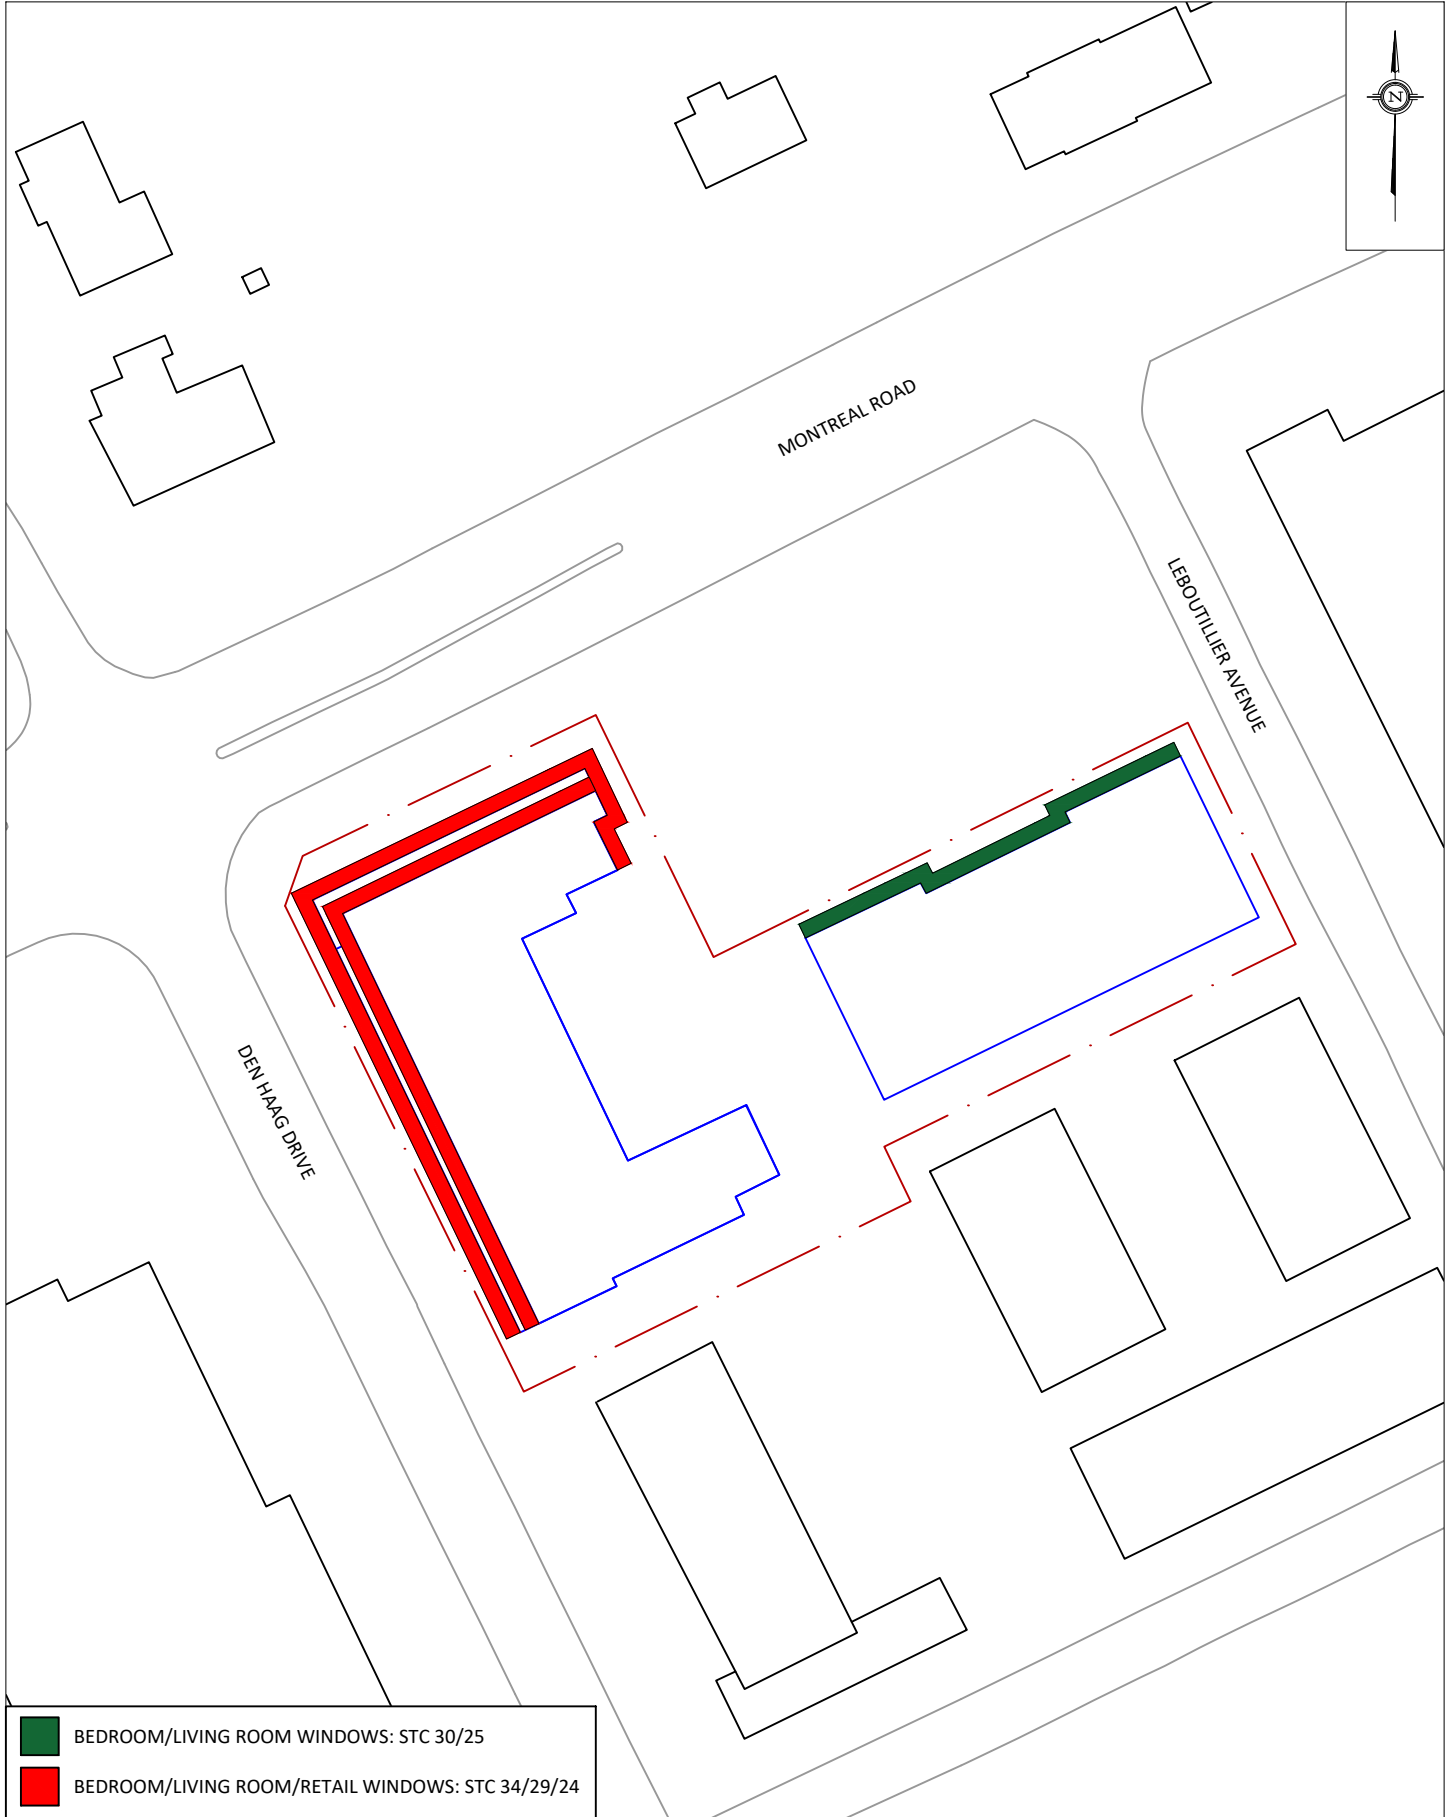 N
MONTREAL ROAD
LEBOUTILLIER AVENUE
DEN HAAG DRIVE
BEDROOM/LIVING ROOM WINDOWS: STC 30/25
BEDROOM/LIVING ROOM/RETAIL WINDOWS: STC 34/29/24